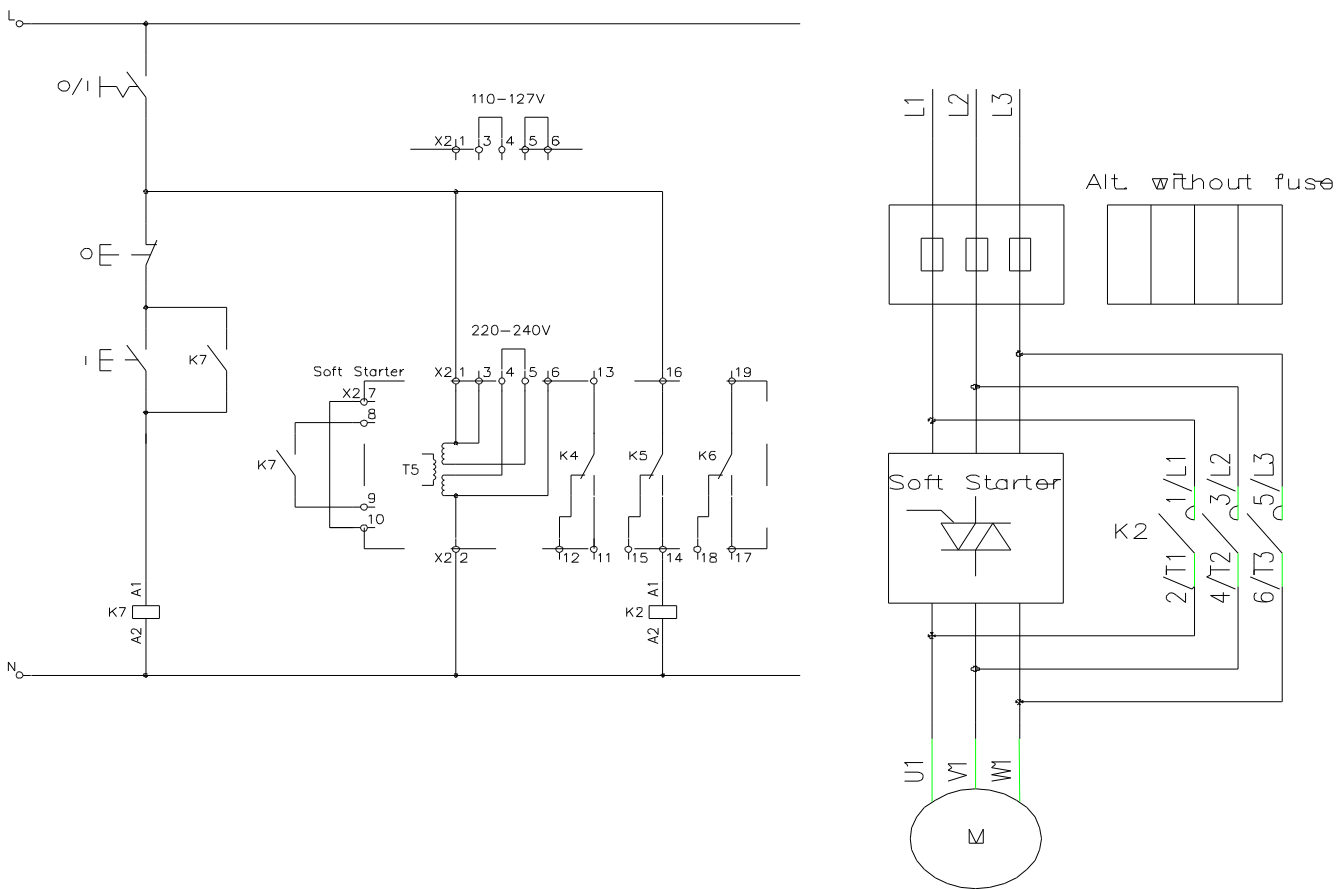 L
O/I
110-127V
X2 1 3 4 5 6
O
I
K7
220-240V
Soft Starter
X2 1 3 4 5 6 13 16 19
X2 7
8
K7
T5
K4
K5
K6
9
10
X2 2 12 11 15 14 18 17
A1
K7
A2
A1
K2
A2
N
L1
L2
L3
Alt. without fuse
Soft Starter
K2
1/L1
3/L2
5/L3
2/T1
4/T2
6/T3
U1
V1
W1
M